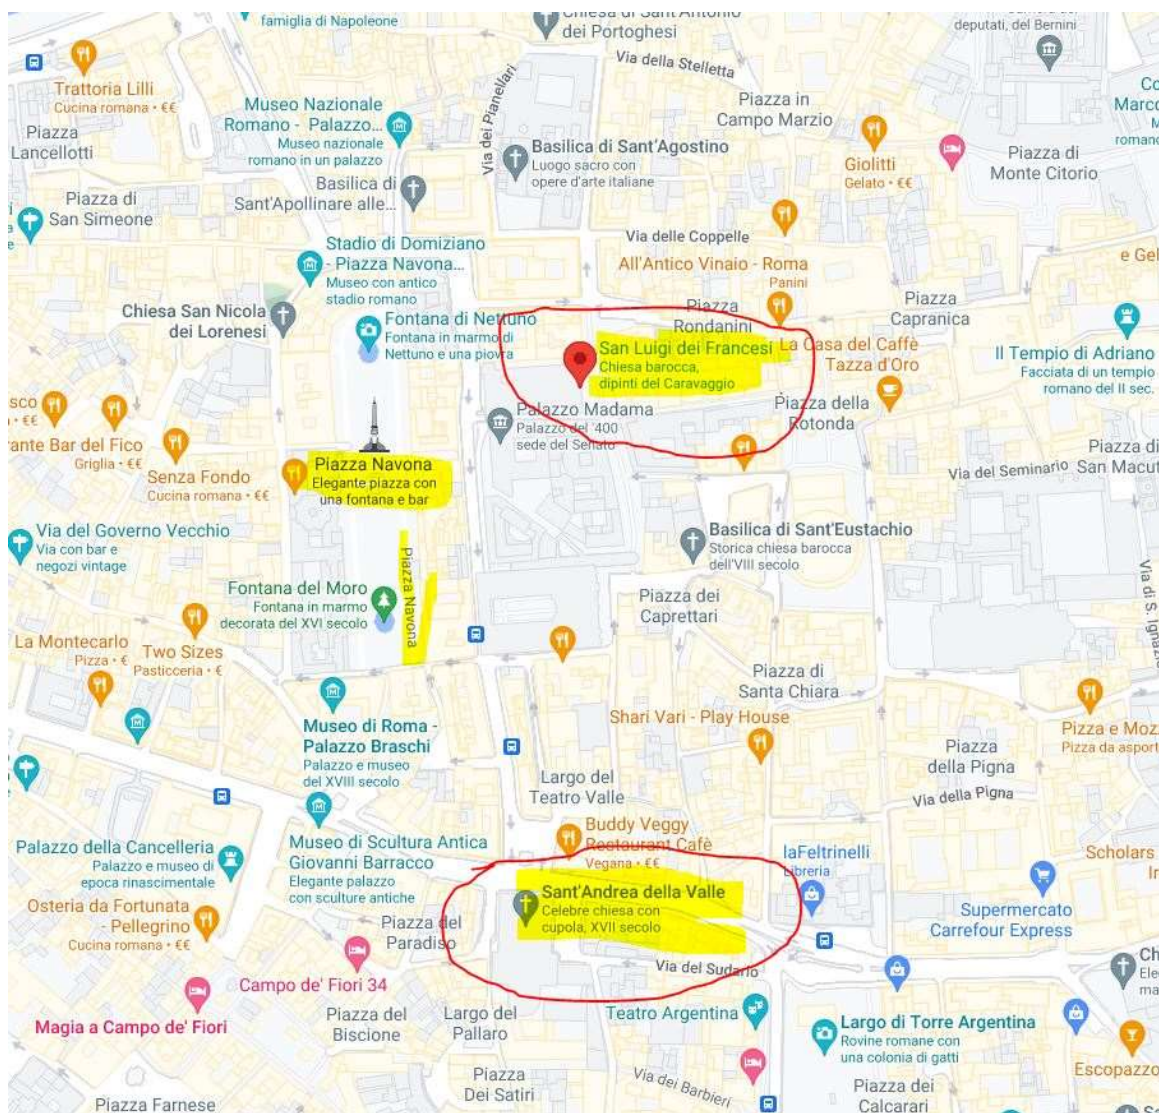 famiglia di Napoleone
Chiesa di Sant'Antonio
dei Portoghesi
deputati, del Bernini
Trattoria Lilli
Cucina romana • €€
Via della Stelletta
Museo Nazionale
Romano - Palazzo...
Museo nazionale
romano in un palazzo
Via dei Pianellari
Piazza in
Campo Marzio
Piazza
Lancellotti
Basilica di Sant'Agostino
Luogo sacro con
opere d'arte italiane
Giolitti
Gelato • €€
Piazza di
Monte Citorio
Basilica di
Sant'Apollinare alle...
Piazza di
San Simeone
Via delle Coppelle
Stadio di Domiziano
- Piazza Navona...
Museo con antico
stadio romano
All'Antico Vinaio - Roma
Panini
e Gel
Chiesa San Nicola
dei Lorenesi
Fontana di Nettuno
Fontana in marmo di
Nettuno e una piovra
Piazza
Rondanini
Piazza
Capranica
San Luigi dei Francesi
Chiesa barocca,
dipinti del Caravaggio
La Casa del Caffè
Tazza d'Oro
Il Tempio di Adriano
Facciata di un tempio
romano del II sec.
Palazzo Madama
Palazzo del '400
sede del Senato
Piazza della
Rotonda
rante Bar del Fico
Griglia • €€
Senza Fondo
Cucina romana • €€
Piazza Navona
Elegante piazza con
una fontana e bar
Via del Seminario
Piazza di
San Macut
Via del Governo Vecchio
Via con bar e
negozi vintage
Piazza Navona
Basilica di Sant'Eustachio
Storica chiesa barocca
dell'VIII secolo
Via di S. Ignazio
Fontana del Moro
Fontana in marmo
decorata del XVI secolo
Piazza dei
Caprettari
La Montecarlo
Pizza • €
Two Sizes
Pasticceria • €
Piazza di
Santa Chiara
Museo di Roma -
Palazzo Braschi
Palazzo e museo
del XVIII secolo
Shari Vari - Play House
Pizza e Moz
Pizza da asport
Piazza
della Pigna
Largo del
Teatro Valle
Via della Pigna
Palazzo della Cancelleria
Palazzo e museo di
epoca rinascimentale
Museo di Scultura Antica
Giovanni Barracco
Elegante palazzo
con sculture antiche
Buddy Veggy
Restaurant Cafè
Vegana • €€
laFeltrinelli
Libreria
Scholars
Sant'Andrea della Valle
Celebre chiesa con
cupola, XVII secolo
Supermercato
Carrefour Express
Osteria da Fortunata
- Pellegrino
Cucina romana • €€
Piazza del
Paradiso
Via del Sudario
Campo de' Fiori 34
Magia a Campo de' Fiori
Piazza del
Biscione
Largo del
Pallaro
Teatro Argentina
Largo di Torre Argentina
Rovine romane con
una colonia di gatti
Escopazzo
Piazza
Dei Satiri
Via dei Barbieri
Piazza dei
Calcarari
Piazza Farnese